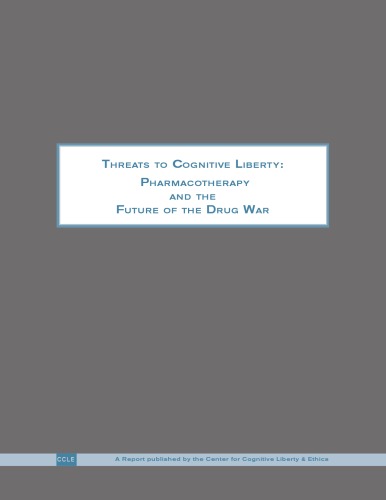 Threats to Cognitive Liberty:
Pharmacotherapy
and the
Future of the Drug War
CCLE
A Report published by the Center for Cognitive Liberty & Ethics